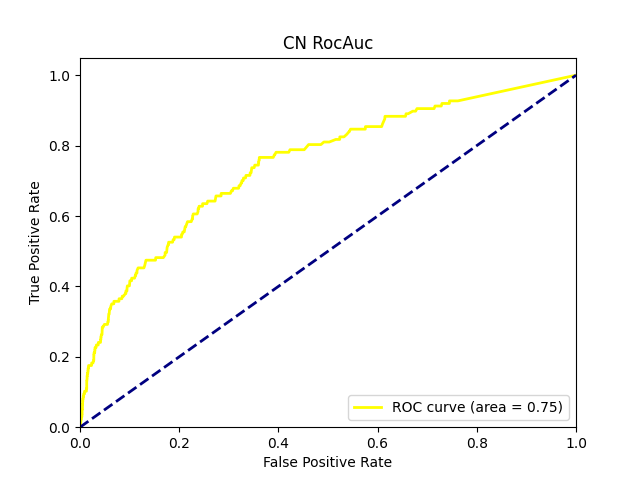 CN RocAuc
True Positive Rate
1.0
0.8
0.6
0.4
0.2
0.0
0.0 0.2 0.4 0.6 0.8 1.0
False Positive Rate
ROC curve (area = 0.75)